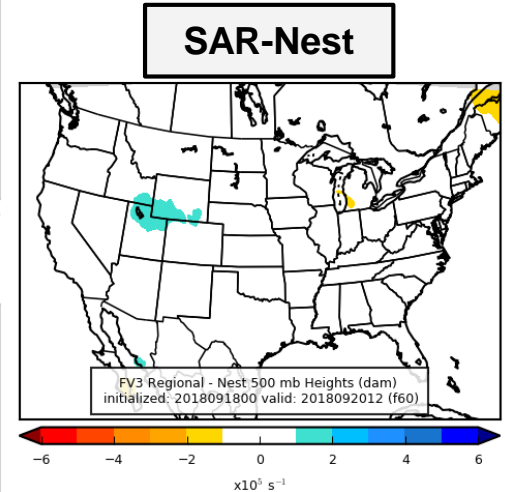 SAR-Nest
FV3 Regional - Nest 500 mb Heights (dam)
initialized: 2018091800 valid: 2018092012 (f60)
−6 −4 −2 0 2 4 6
x10⁵ s⁻¹